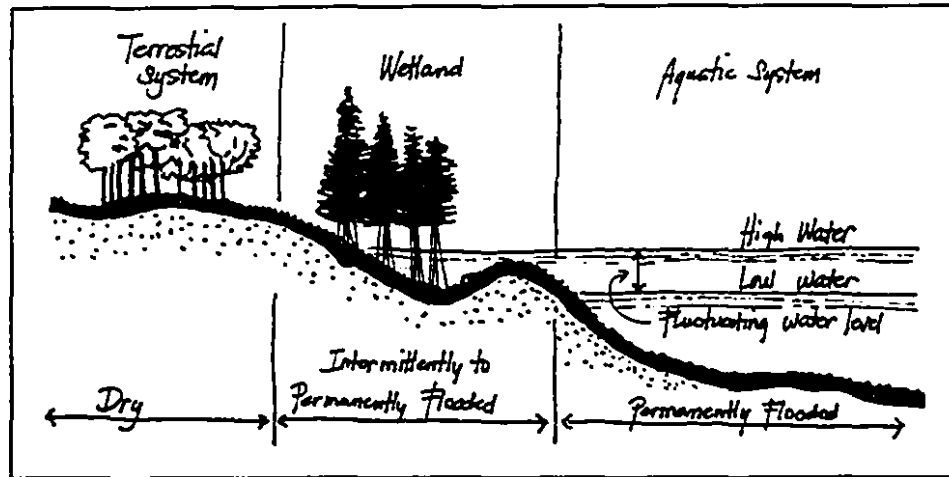 Terrestial
System
Wetland
Aquatic System
High Water
Low water
Fluctuating water level
Dry
Intermittently to
Permanently Flooded
Permanently Flooded